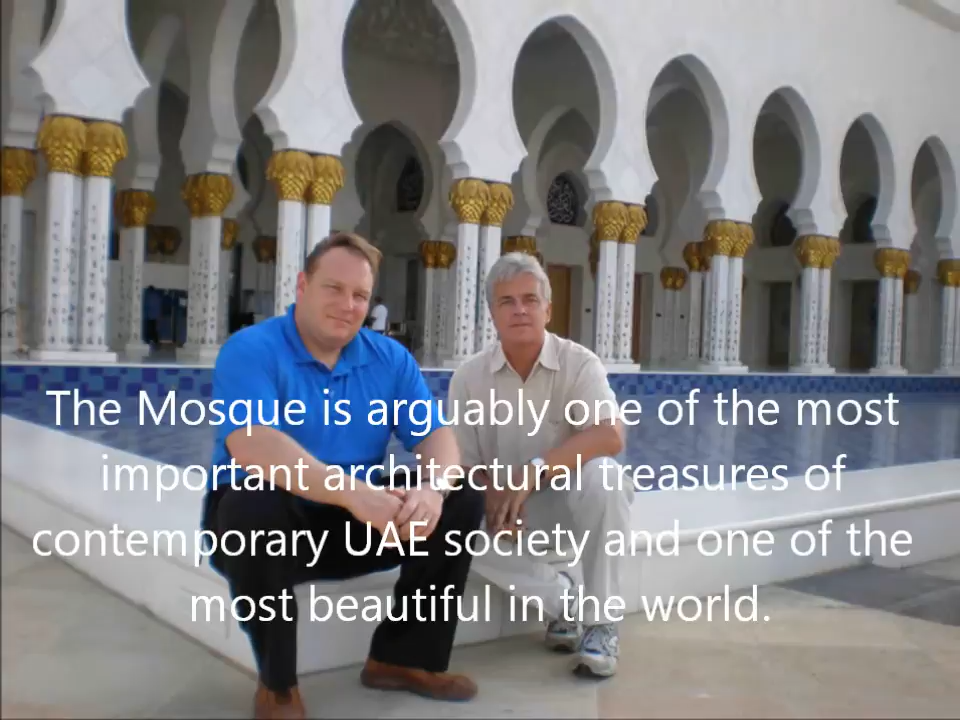 The Mosque is arguably one of the most
important architectural treasures of
contemporary UAE society and one of the
most beautiful in the world.